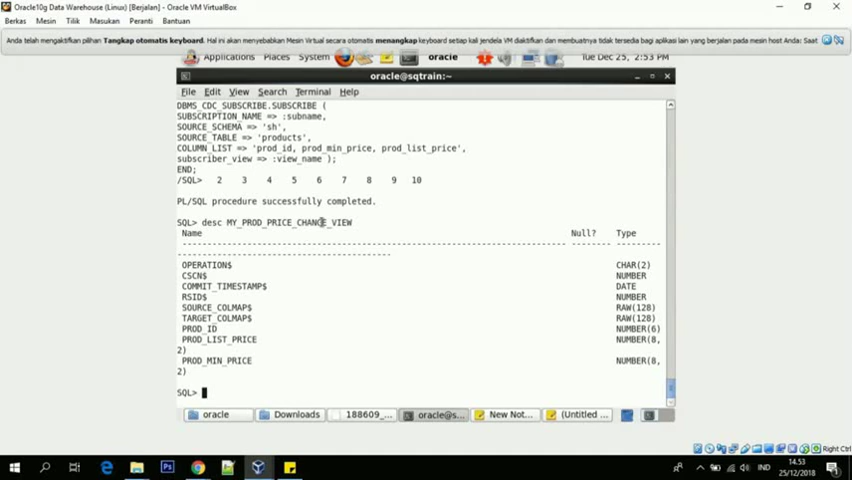 Oracle10g Data Warehouse (Linux) [Berjalan] - Oracle VM VirtualBox
Berkas Mesin Tilik Masukan Peranti Bantuan
Anda telah mengaktifkan pilihan Tangkap otomatis keyboard. Hal ini akan menyebabkan Mesin Virtual secara otomatis menangkap keyboard setiap kali jendela VM diaktifkan dan membuatnya tidak tersedia bagi aplikasi lain yang berjalan pada mesin host Anda: Saat
Applications Places System oracle Tue Dec 25, 2:53 PM
oracle@sqtrain:~
File Edit View Search Terminal Help
DBMS_CDC_SUBSCRIBE.SUBSCRIBE (
SUBSCRIPTION_NAME => :subname,
SOURCE_SCHEMA => 'sh',
SOURCE_TABLE => 'products',
COLUMN_LIST => 'prod_id, prod_min_price, prod_list_price',
subscriber_view => :view_name );
END;
/SQL> 2 3 4 5 6 7 8 9 10
PL/SQL procedure successfully completed.
SQL> desc MY_PROD_PRICE_CHANGE_VIEW
Name Null? Type
----------------------------------------------------------------- -------- --------
------------------------------------
OPERATION$ CHAR(2)
CSCN$ NUMBER
COMMIT_TIMESTAMP$ DATE
RSID$ NUMBER
SOURCE_COLMAP$ RAW(128)
TARGET_COLMAP$ RAW(128)
PROD_ID NUMBER(6)
PROD_LIST_PRICE NUMBER(8,
2)
PROD_MIN_PRICE NUMBER(8,
2)
SQL>
oracle Downloads 188609_... oracle@s... New Not... (Untitled ...
Right Ctrl
IND 14.53
25/12/2018